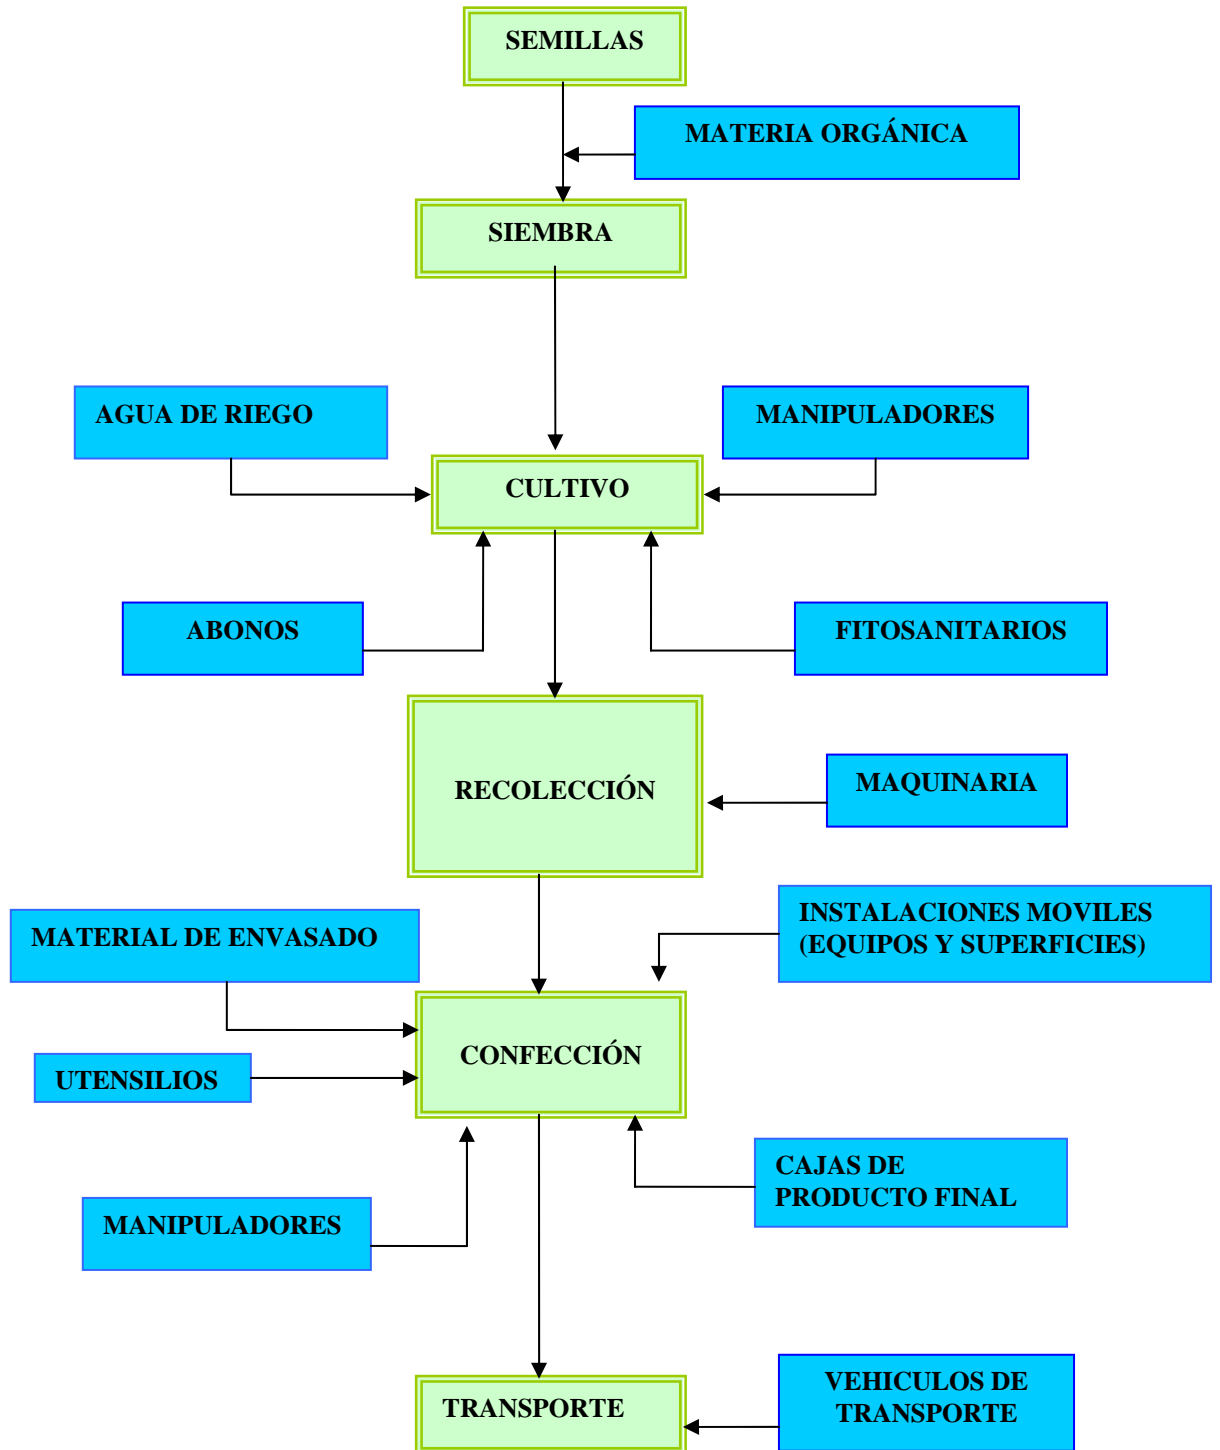 SEMILLAS
MATERIA ORGÁNICA
SIEMBRA
AGUA DE RIEGO
MANIPULADORES
CULTIVO
ABONOS
FITOSANITARIOS
RECOLECCIÓN
MAQUINARIA
MATERIAL DE ENVASADO
INSTALACIONES MOVILES
(EQUIPOS Y SUPERFICIES)
CONFECCIÓN
UTENSILIOS
MANIPULADORES
CAJAS DE
PRODUCTO FINAL
TRANSPORTE
VEHICULOS DE
TRANSPORTE